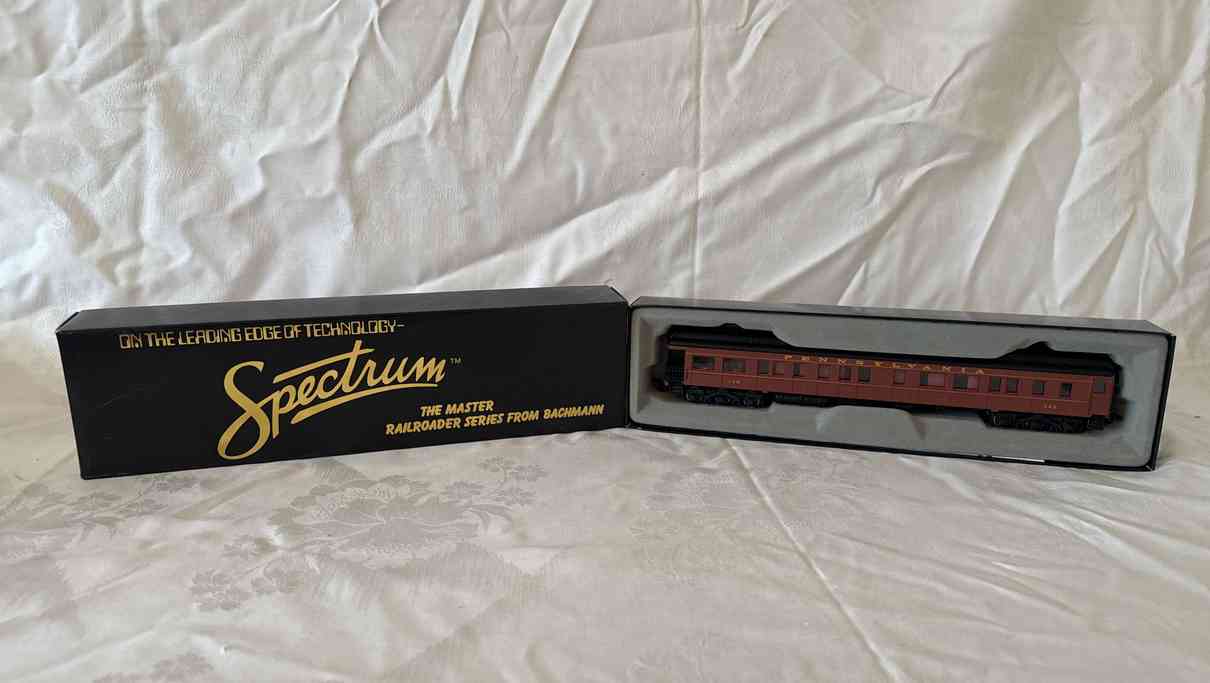 ON THE LEADING EDGE OF TECHNOLOGY–
Spectrum™
THE MASTER
RAILROADER SERIES FROM BACHMANN
PENNSYLVANIA